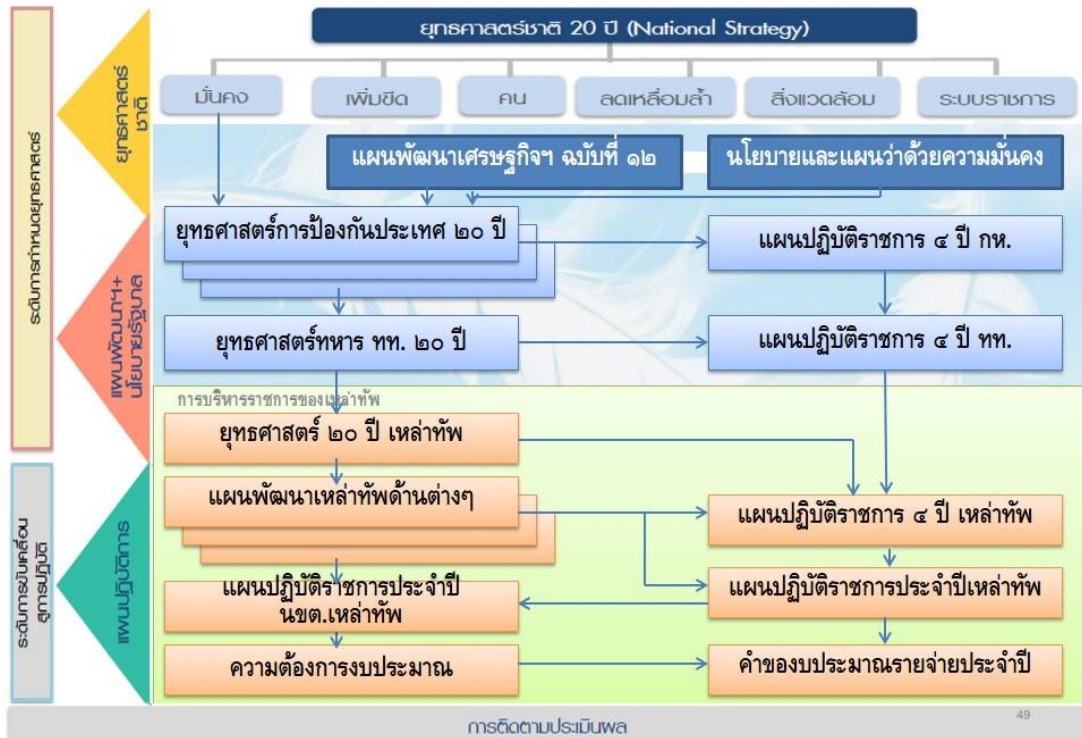 ยุทธศาสตร์ชาติ 20 ปี (National Strategy)
มั่นคง
เพิ่มขีด
คน
ลดเหลื่อมล้ำ
สิ่งแวดล้อม
ระบบราชการ
แผนพัฒนาเศรษฐกิจฯ ฉบับที่ ๑๒
นโยบายและแผนว่าด้วยความมั่นคง
ระดับการกำหนดยุทธศาสตร์
ยุทธศาสตร์
ชาติ
แผนพัฒนาฯ+
นโยบายรัฐบาล
ยุทธศาสตร์การป้องกันประเทศ ๒๐ ปี
แผนปฏิบัติราชการ ๔ ปี กห.
ยุทธศาสตร์ทหาร ทท. ๒๐ ปี
แผนปฏิบัติราชการ ๔ ปี ทท.
การบริหารราชการของเหล่าทัพ
ยุทธศาสตร์ ๒๐ ปี เหล่าทัพ
ระดับการขับเคลื่อน
สู่การปฏิบัติ
แผนปฏิบัติการ
แผนพัฒนาเหล่าทัพด้านต่างๆ
แผนปฏิบัติราชการ ๔ ปี เหล่าทัพ
แผนปฏิบัติราชการประจำปี
นขต.เหล่าทัพ
แผนปฏิบัติราชการประจำปีเหล่าทัพ
ความต้องการงบประมาณ
คำของบประมาณรายจ่ายประจำปี
49
การติดตามประเมินผล